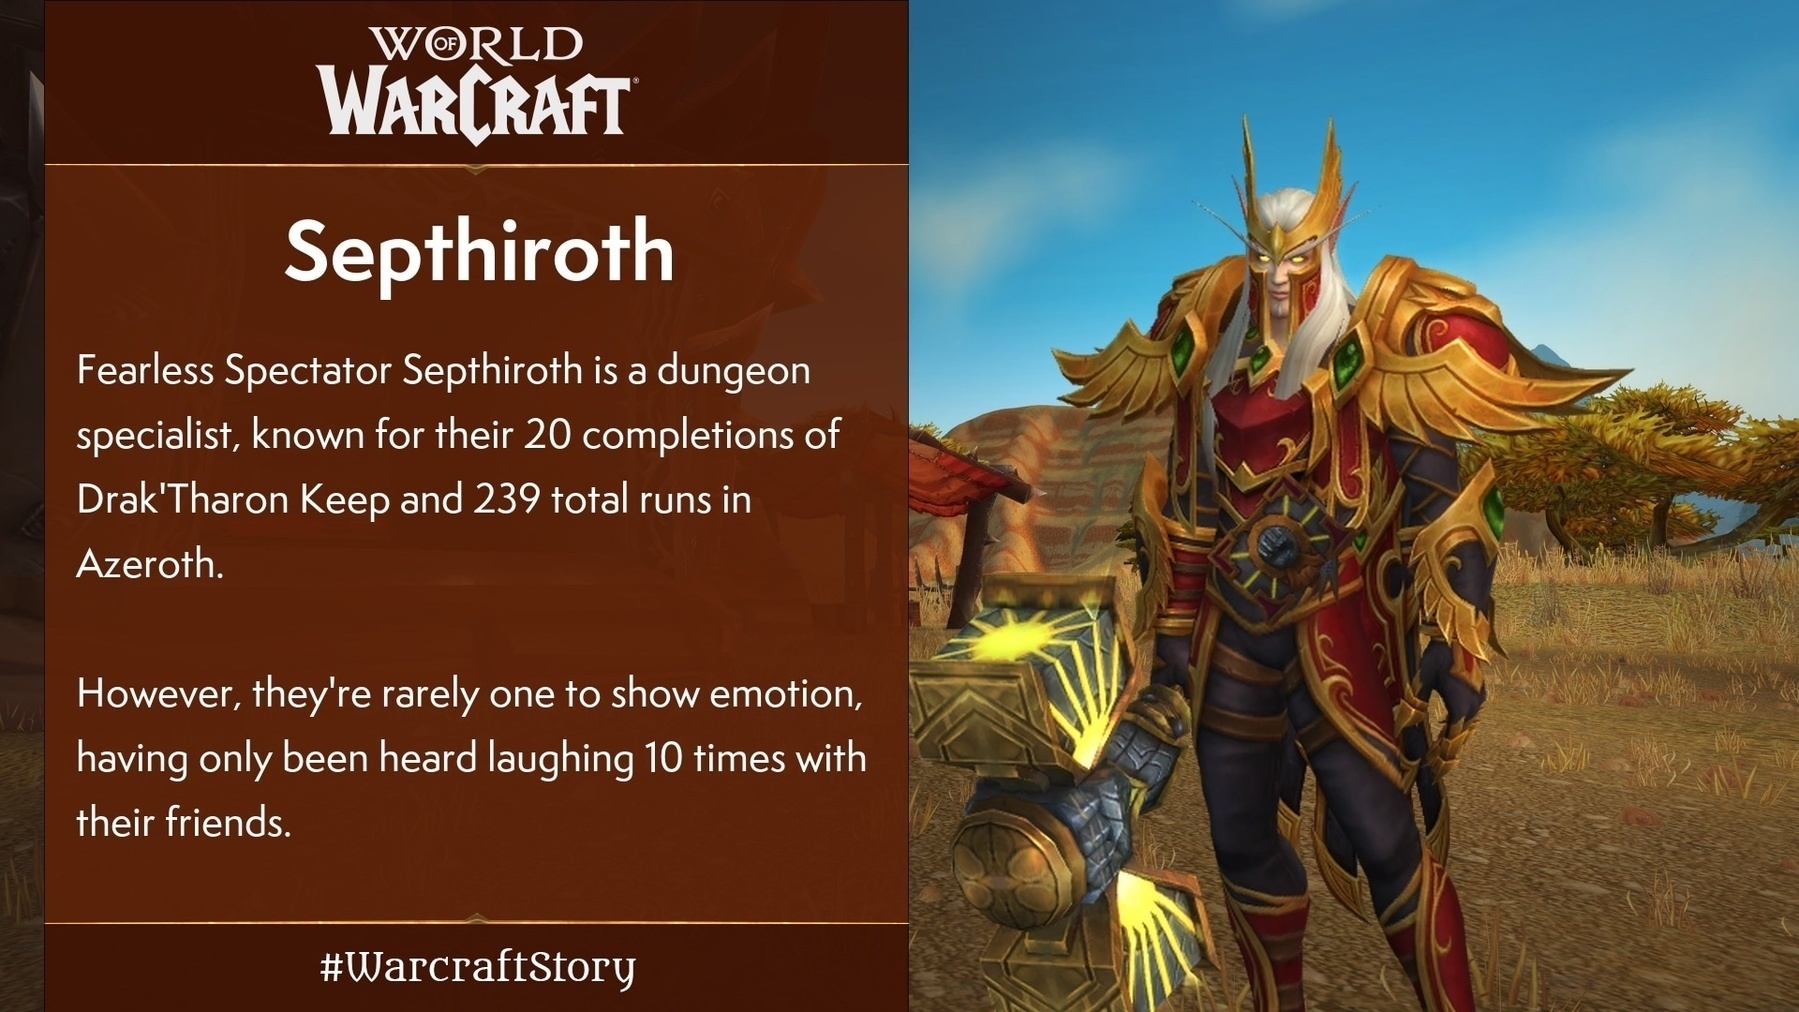 WORLD OF
WARCRAFT
Septhiroth
Fearless Spectator Septhiroth is a dungeon
specialist, known for their 20 completions of
Drak'Tharon Keep and 239 total runs in
Azeroth.
However, they're rarely one to show emotion,
having only been heard laughing 10 times with
their friends.
#WarcraftStory